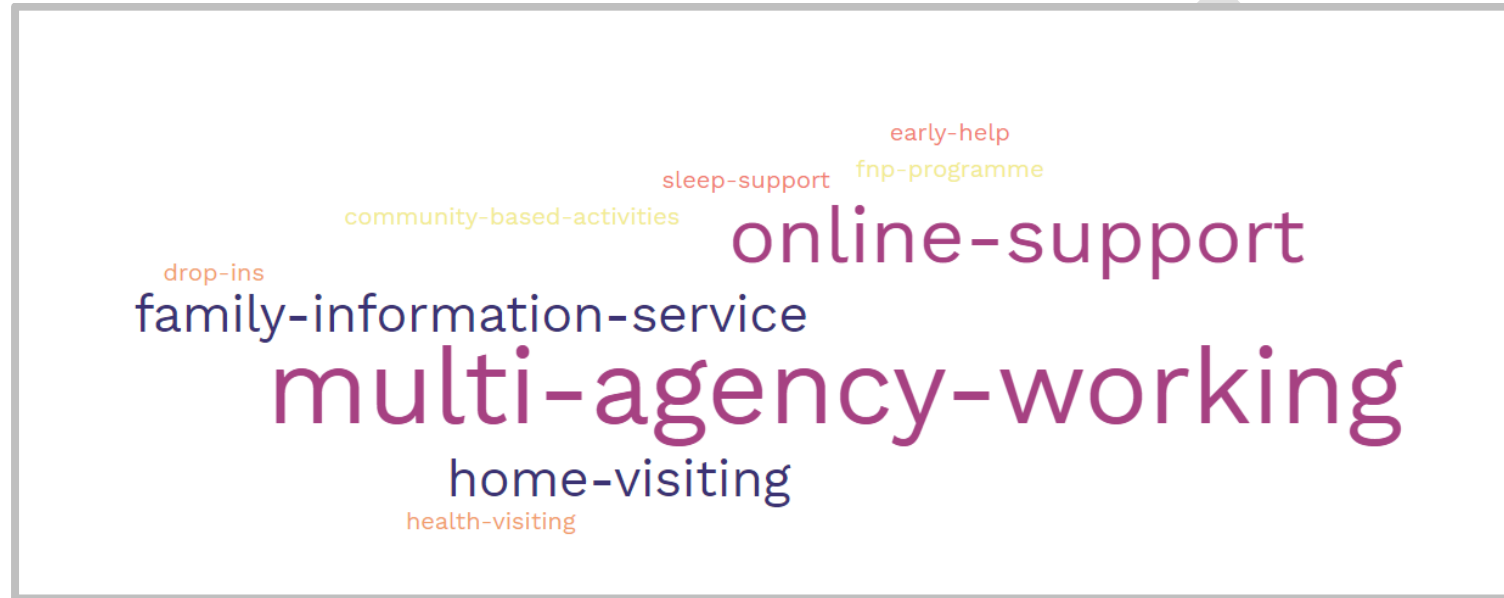 early-help
fnp-programme
sleep-support
community-based-activities
online-support
drop-ins
family-information-service
multi-agency-working
home-visiting
health-visiting